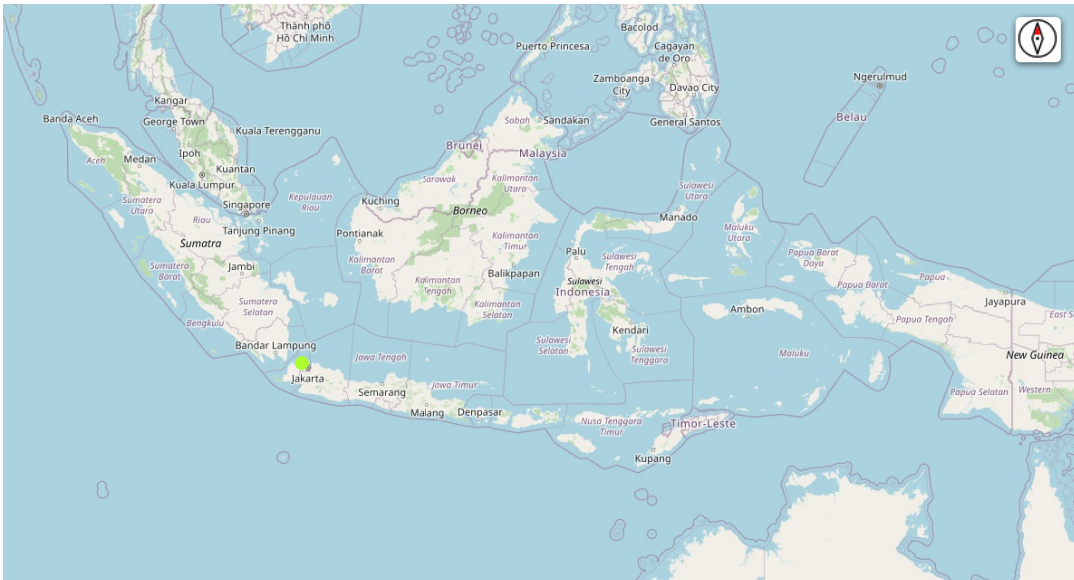 Thành phố
Hồ Chí Minh
Bacolod
Puerto Princesa
Cagayan
de Oro
Zamboanga
City
Davao City
Ngerulmud
Kangar
Banda Aceh
George Town
Kuala Terengganu
Sabah
Sandakan
General Santos
Belau
Brunei
Malaysia
Ipoh
Aceh
Medan
Kuantan
Kuala Lumpur
Sarawak
Kalimantan
Utara
Sulawesi
Utara
Sumatera
Utara
Kepulauan
Riau
Singapore
Kuching
Borneo
Manado
Riau
Tanjung Pinang
Pontianak
Maluku
Utara
Sumatra
Kalimantan
Timur
Palu
Papua Barat
Daya
Sumatera
Barat
Jambi
Kalimantan
Barat
Sulawesi
Tengah
Balikpapan
Papua
Kalimantan
Tengah
Sulawesi
Indonesia
Papua Barat
Sumatera
Selatan
Kalimantan
Selatan
Ambon
Jayapura
Bengkulu
Kendari
Papua Tengah
East S
Bandar Lampung
Sulawesi
Selatan
Sulawesi
Tenggara
Maluku
New Guinea
Jawa Tengah
Jakarta
Jawa Timur
Semarang
Papua Selatan
Western
Malang
Denpasar
Nusa Tenggara
Timur
Timor-Leste
Kupang